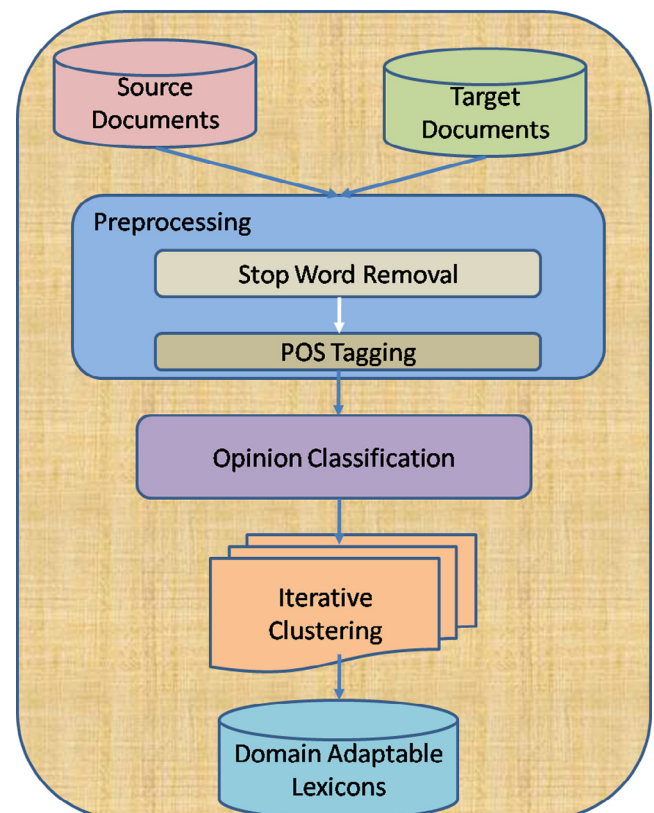 Source
Documents
Target
Documents
Preprocessing
Stop Word Removal
POS Tagging
Opinion Classification
Iterative
Clustering
Domain Adaptable
Lexicons